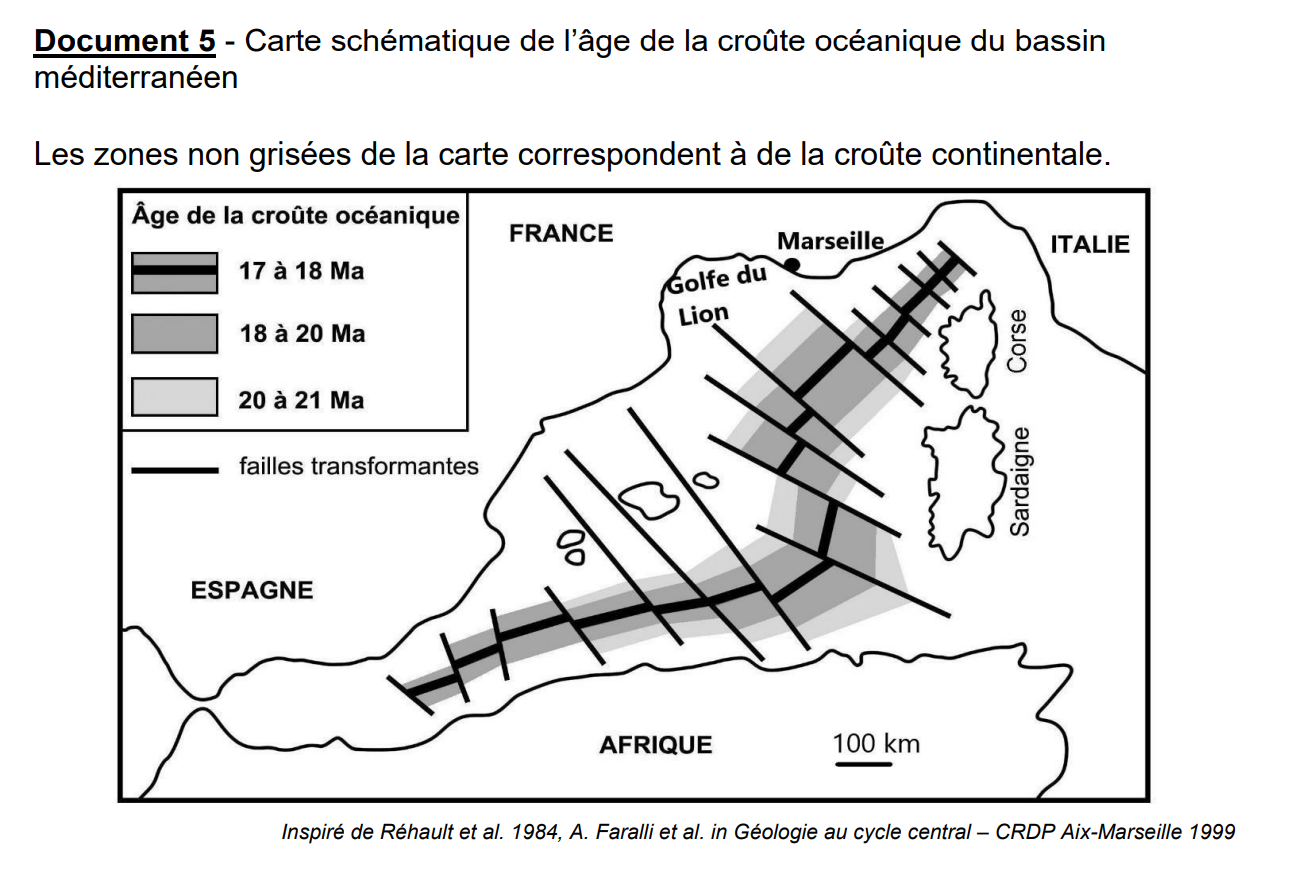 Document 5 - Carte schématique de l’âge de la croûte océanique du bassin
méditerranéen
Les zones non grisées de la carte correspondent à de la croûte continentale.
Âge de la croûte océanique
17 à 18 Ma
18 à 20 Ma
20 à 21 Ma
failles transformantes
FRANCE
Marseille
ITALIE
Golfe du
Lion
Corse
Sardaigne
ESPAGNE
AFRIQUE
100 km
Inspiré de Réhault et al. 1984, A. Faralli et al. in Géologie au cycle central – CRDP Aix-Marseille 1999